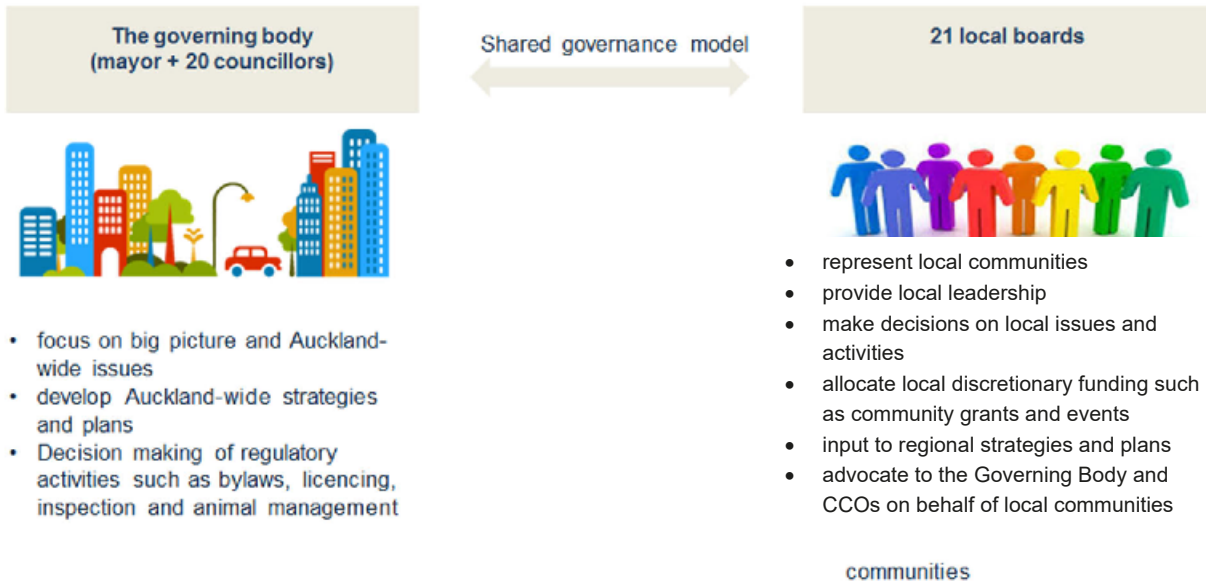 The governing body
(mayor + 20 councillors)
Shared governance model
21 local boards
• focus on big picture and Auckland-
wide issues
• develop Auckland-wide strategies
and plans
• Decision making of regulatory
activities such as bylaws, licencing,
inspection and animal management
• represent local communities
• provide local leadership
• make decisions on local issues and
activities
• allocate local discretionary funding such
as community grants and events
• input to regional strategies and plans
• advocate to the Governing Body and
CCOs on behalf of local communities
communities